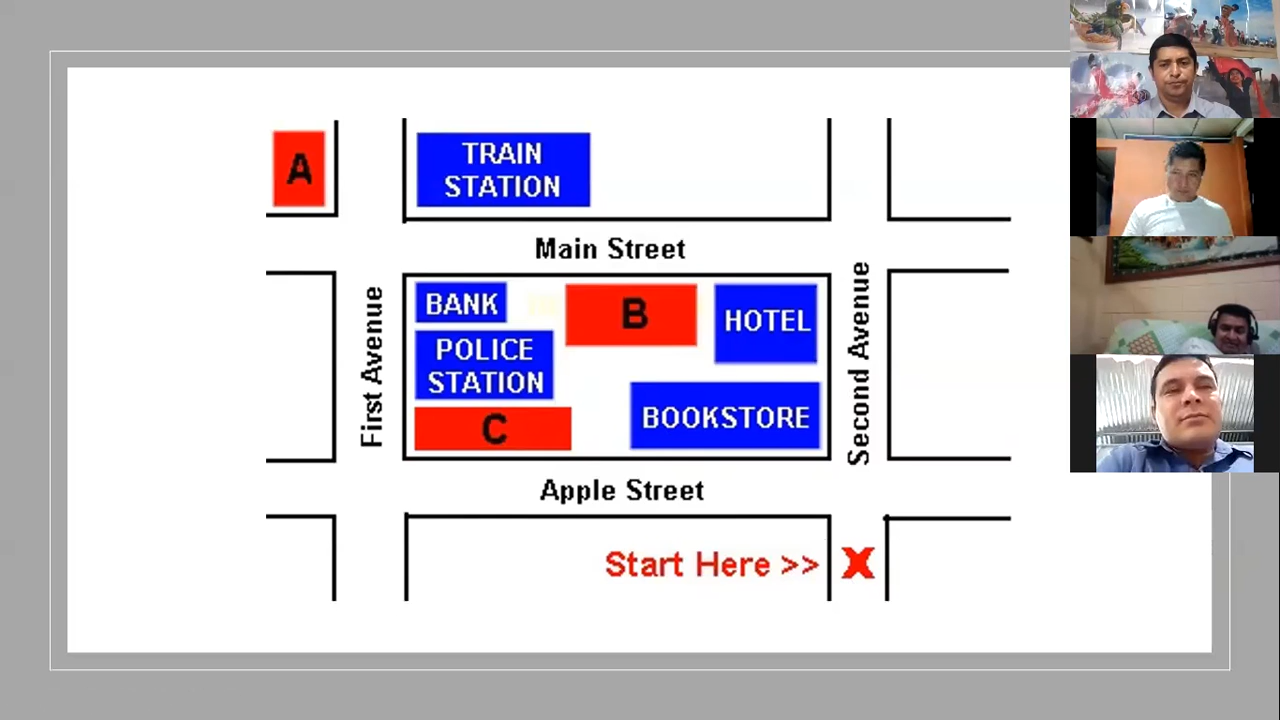 A
TRAIN
STATION
Main Street
First Avenue
BANK
B
HOTEL
POLICE
STATION
C
BOOKSTORE
Second Avenue
Apple Street
Start Here >> X